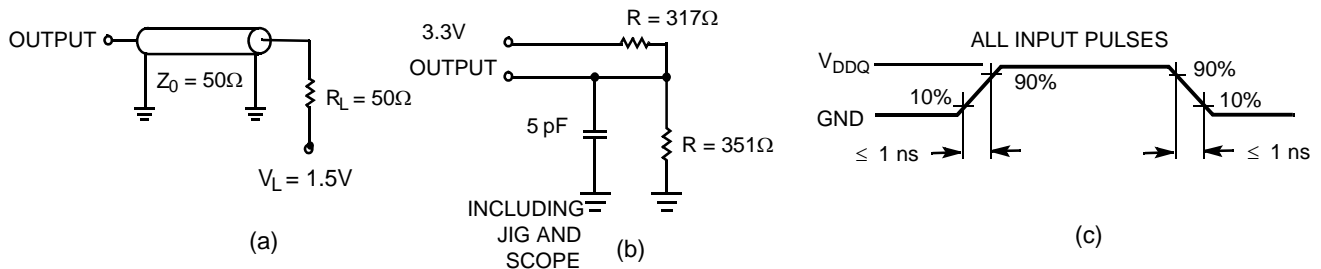 OUTPUT
Z0 = 50Ω
RL = 50Ω
VL = 1.5V
(a)
R = 317Ω
3.3V
OUTPUT
5 pF
R = 351Ω
INCLUDING
JIG AND
SCOPE
(b)
ALL INPUT PULSES
VDDQ
GND
10%
90%
90%
10%
≤ 1 ns
≤ 1 ns
(c)